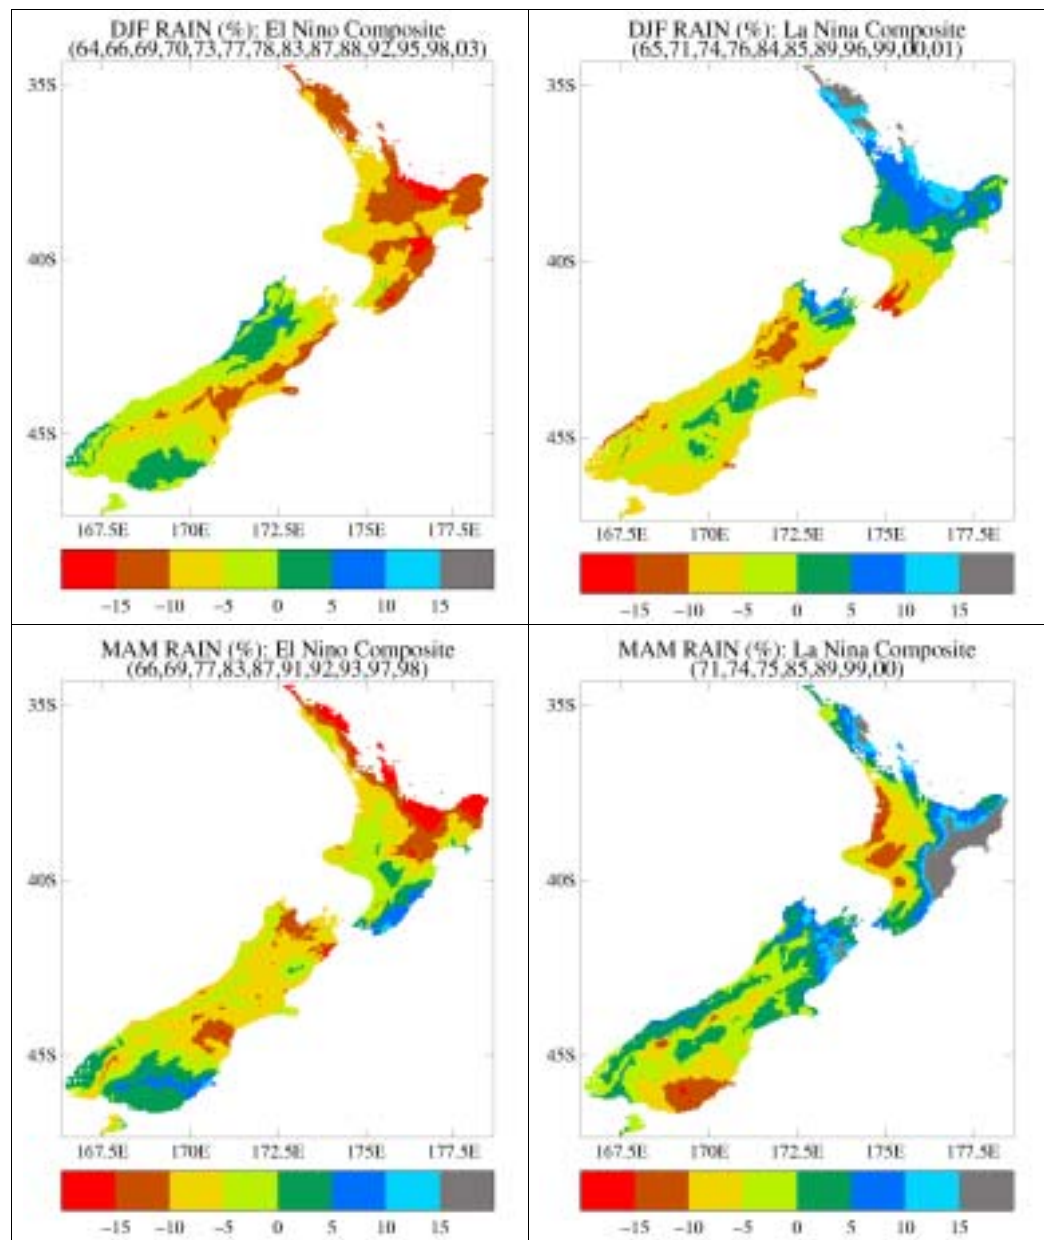 DJF RAIN (%): El Nino Composite
(64,66,69,70,73,77,78,83,87,88,92,95,98,03)
35S
40S
45S
167.5E 170E 172.5E 175E 177.5E
−15 −10 −5 0 5 10 15
DJF RAIN (%): La Nina Composite
(65,71,74,76,84,85,89,96,99,00,01)
35S
40S
45S
167.5E 170E 172.5E 175E 177.5E
−15 −10 −5 0 5 10 15
MAM RAIN (%): El Nino Composite
(66,69,77,83,87,91,92,93,97,98)
35S
40S
45S
167.5E 170E 172.5E 175E 177.5E
−15 −10 −5 0 5 10 15
MAM RAIN (%): La Nina Composite
(71,74,75,85,89,99,00)
35S
40S
45S
167.5E 170E 172.5E 175E 177.5E
−15 −10 −5 0 5 10 15